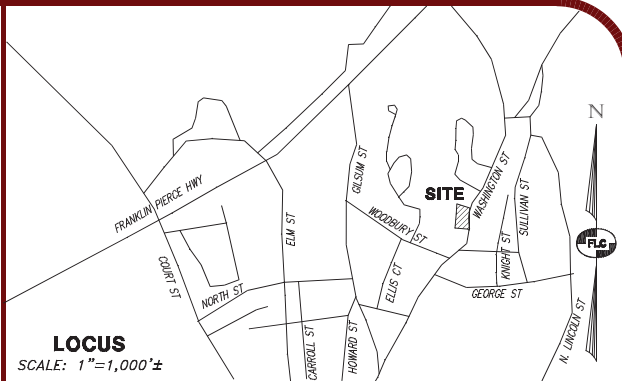 N
GILSUM ST
WASHINGTON ST
SITE
SULLIVAN ST
FRANKLIN PIERCE HWY
ELM ST
WOODBURY ST
FLC
KNIGHT ST
COURT ST
NORTH ST
ELLIS CT
GEORGE ST
N. LINCOLN ST
CARROLL ST
HOWARD ST
LOCUS
SCALE: 1"=1,000'±